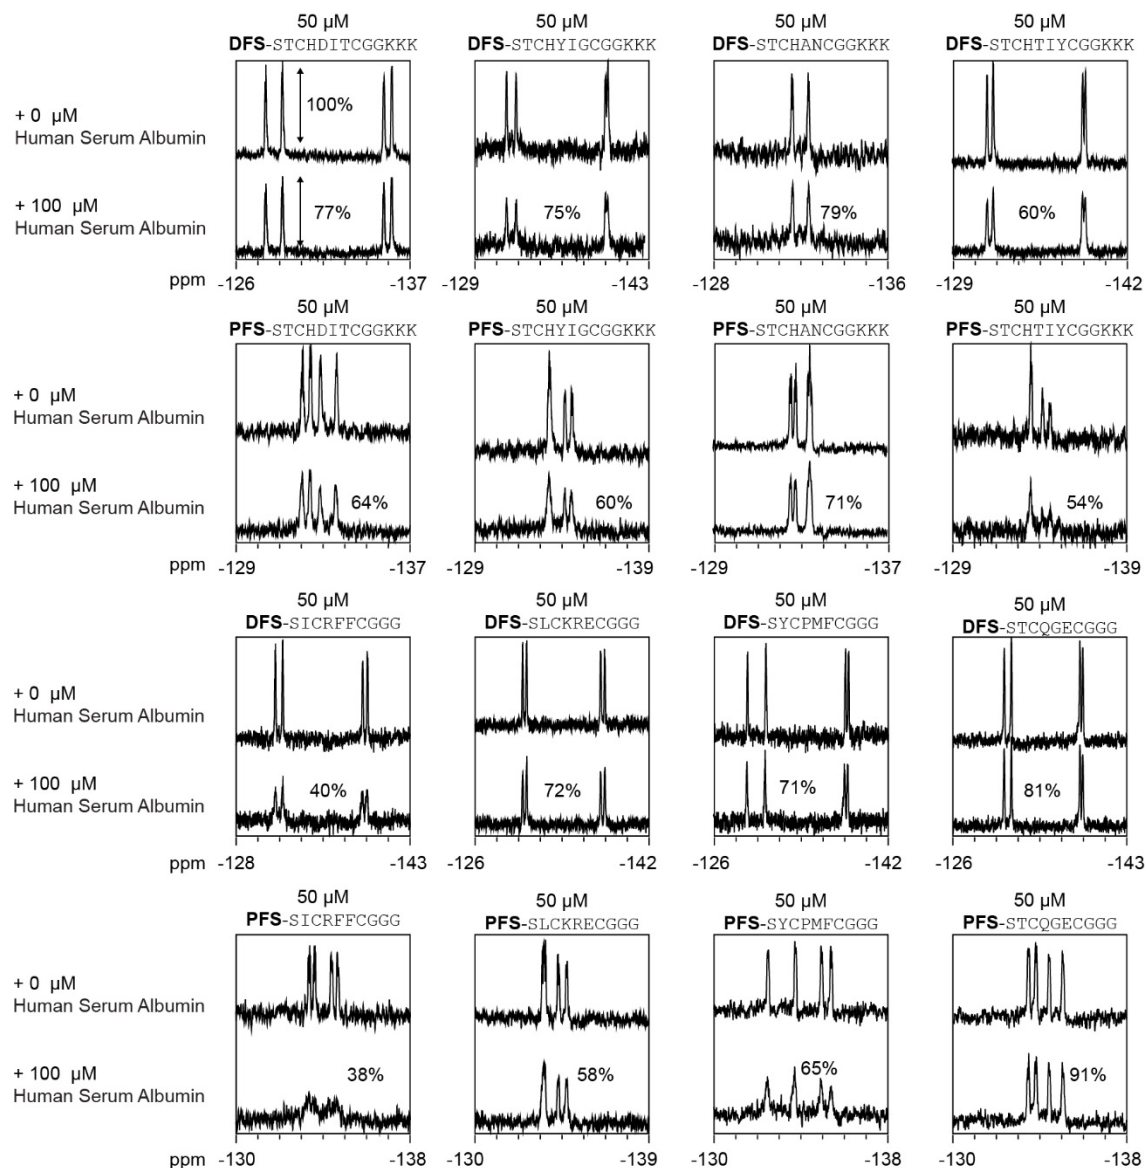 50 µM 50 µM 50 µM 50 µM
DFS-STCHDITCGGKKK DFS-STCHYIGCGGKKK DFS-STCHANCGGKKK DFS-STCHTIYCGGKKK
+ 0 µM
Human Serum Albumin
100%
+ 100 µM
Human Serum Albumin
77% 75% 79% 60%
ppm -126 -137 -129 -143 -128 -136 -129 -142
50 µM 50 µM 50 µM 50 µM
PFS-STCHDITCGGKKK PFS-STCHYIGCGGKKK PFS-STCHANCGGKKK PFS-STCHTIYCGGKKK
+ 0 µM
Human Serum Albumin
+ 100 µM
Human Serum Albumin
64% 60% 71% 54%
ppm -129 -137 -129 -139 -129 -137 -129 -139
50 µM 50 µM 50 µM 50 µM
DFS-SICRFFCGGG DFS-SLCKRECGGG DFS-SYCPMFCGGG DFS-STCQGECGGG
+ 0 µM
Human Serum Albumin
+ 100 µM
Human Serum Albumin
40% 72% 71% 81%
ppm -128 -143 -126 -142 -126 -142 -126 -143
50 µM 50 µM 50 µM 50 µM
PFS-SICRFFCGGG PFS-SLCKRECGGG PFS-SYCPMFCGGG PFS-STCQGECGGG
+ 0 µM
Human Serum Albumin
+ 100 µM
Human Serum Albumin
38% 58% 65% 91%
ppm -130 -138 -130 -139 -130 -138 -130 -138